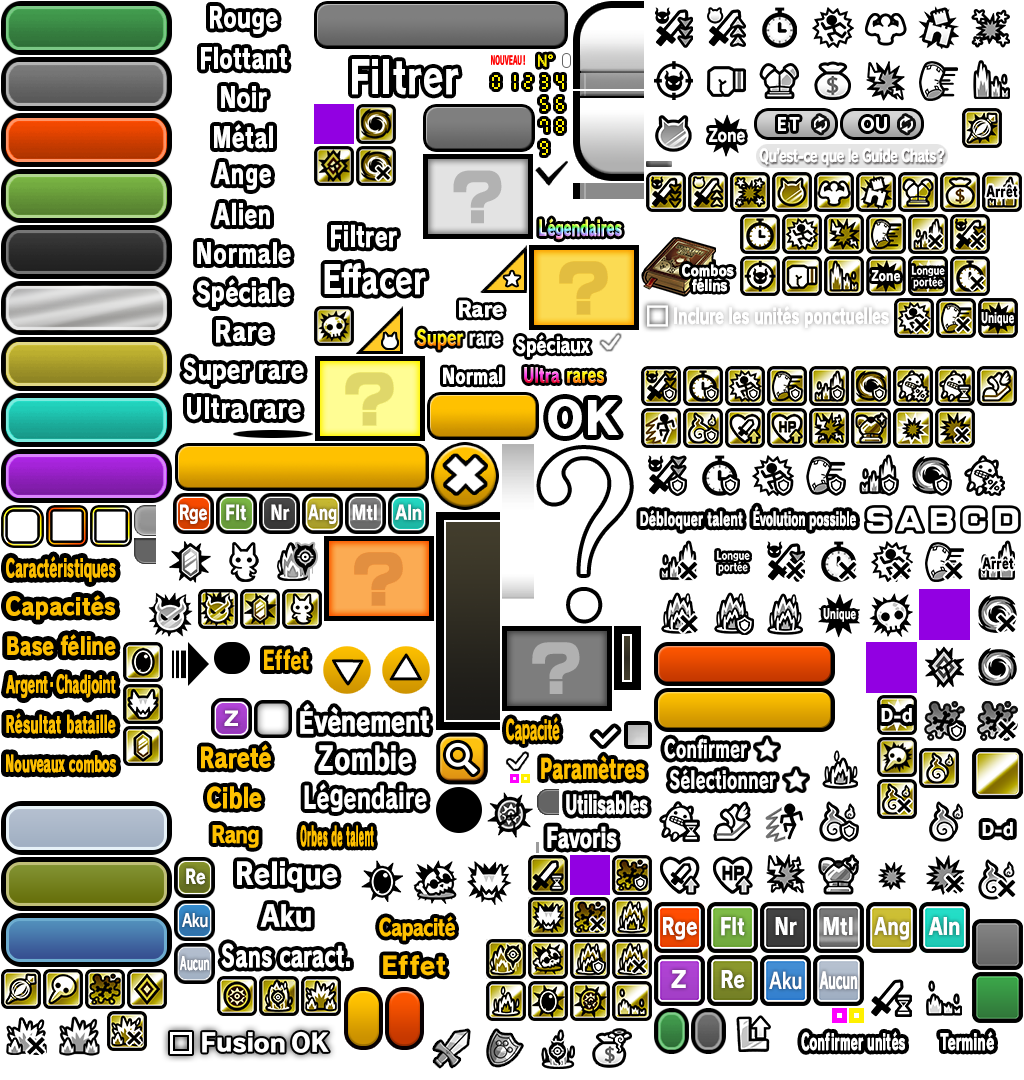 Rouge
Flottant
Noir
Métal
Ange
Alien
Normale
Spéciale
Rare
Super rare
Ultra rare
Filtrer
NOUVEAU!
N° 0
0 1 2 3 4
5 6
7 8
9
Légendaires
Filtrer
Effacer
Rare
Super rare
Spéciaux
Normal
Ultra rares
OK
?
ET
OU
Zone
Qu'est-ce que le Guide Chats?
Arrêt
Combos
félins
Zone
Longue
portée
Inclure les unités ponctuelles
Unique
HP
Débloquer talent
Évolution possible
S A B C D
Longue
portée
Arrêt
Unique
Rge
Flt
Nr
Ang
Mtl
Aln
Caractéristiques
Capacités
Base féline
Argent·Chadjoint
Résultat bataille
Nouveaux combos
Effet
Z
Évènement
Rareté
Zombie
Cible
Légendaire
Rang
Orbes de talent
Capacité
Paramètres
Utilisables
Favoris
Confirmer
Sélectionner
D-d
D-d
HP
Re
Relique
Aku
Aku
Aucun
Sans caract.
Capacité
Effet
Fusion OK
Rge
Flt
Nr
Mtl
Ang
Aln
Z
Re
Aku
Aucun
Confirmer unités
Terminé